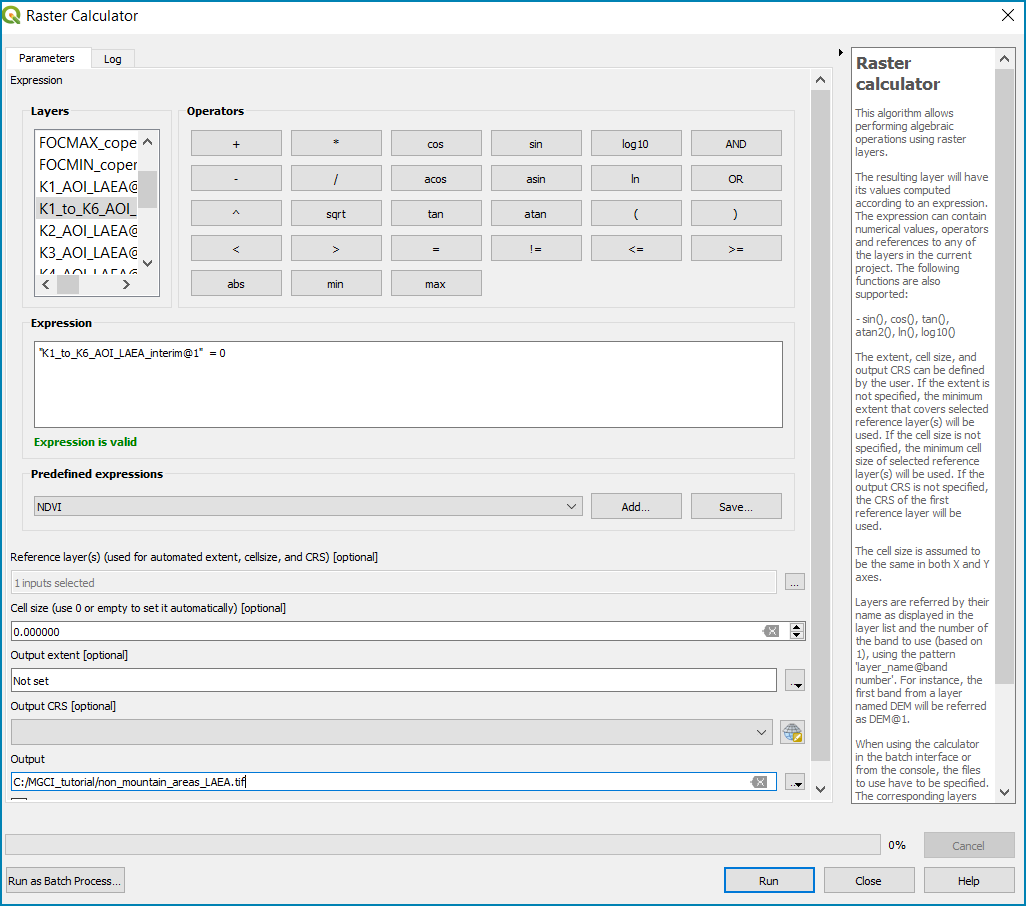 Raster Calculator
Parameters
Log
Expression
Layers
FOCMAX_cope
FOCMIN_coper
K1_AOI_LAEA@
K1_to_K6_AOI_
K2_AOI_LAEA@
K3_AOI_LAEA@
K4_AOI_LAEA@
Operators
+ * cos sin log10 AND
- / acos asin ln OR
^ sqrt tan atan ( )
< > = != <= >=
abs min max
Expression
"K1_to_K6_AOI_LAEA_interim@1" = 0
Expression is valid
Predefined expressions
NDVI
Add...
Save...
Reference layer(s) (used for automated extent, cellsize, and CRS) [optional]
1 inputs selected
...
Cell size (use 0 or empty to set it automatically) [optional]
0.000000
Output extent [optional]
Not set
...
Output CRS [optional]
Output
C:/MGCI_tutorial/non_mountain_areas_LAEA.tif
...
Raster
calculator
This algorithm allows
performing algebraic
operations using raster
layers.
The resulting layer will have
its values computed
according to an expression.
The expression can contain
numerical values, operators
and references to any of
the layers in the current
project. The following
functions are also
supported:
- sin(), cos(), tan(),
atan2(), ln(), log10()
The extent, cell size, and
output CRS can be defined
by the user. If the extent is
not specified, the minimum
extent that covers selected
reference layer(s) will be
used. If the cell size is not
specified, the minimum cell
size of selected reference
layer(s) will be used. If the
output CRS is not specified,
the CRS of the first
reference layer will be
used.
The cell size is assumed to
be the same in both X and Y
axes.
Layers are referred by their
name as displayed in the
layer list and the number of
the band to use (based on
1), using the pattern
'layer_name@band
number'. For instance, the
first band from a layer
named DEM will be referred
as DEM@1.
When using the calculator
in the batch interface or
from the console, the files
to use have to be specified.
The corresponding layers
0%
Cancel
Run as Batch Process...
Run
Close
Help